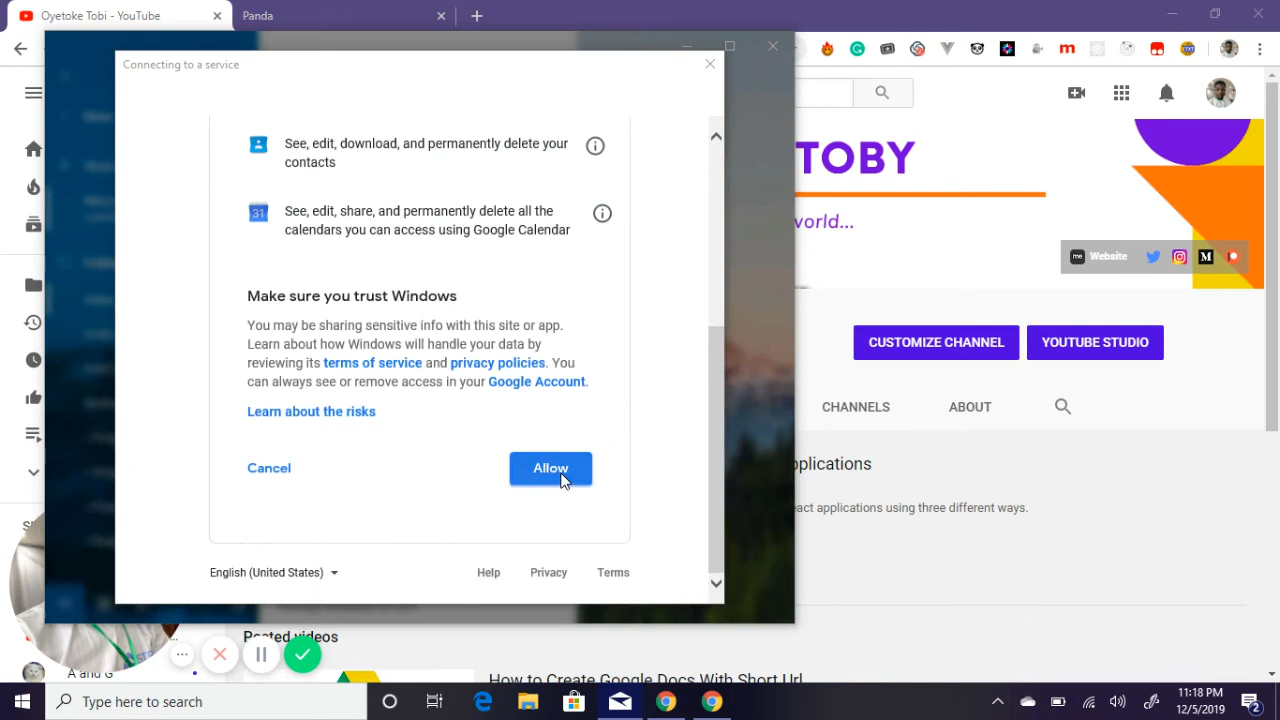 Oyetoke Tobi - YouTube
Panda
Connecting to a service
See, edit, download, and permanently delete your
contacts
31
See, edit, share, and permanently delete all the
calendars you can access using Google Calendar
Make sure you trust Windows
You may be sharing sensitive info with this site or app.
Learn about how Windows will handle your data by
reviewing its terms of service and privacy policies. You
can always see or remove access in your Google Account.
Learn about the risks
Cancel
Allow
English (United States)
Help
Privacy
Terms
TOBY
vorld...
me
Website
CUSTOMIZE CHANNEL
YOUTUBE STUDIO
CHANNELS
ABOUT
pplications
eact applications using three different ways.
Posted videos
A and G
How to Create Google Docs With Short Url
Type here to search
11:18 PM
12/5/2019
2